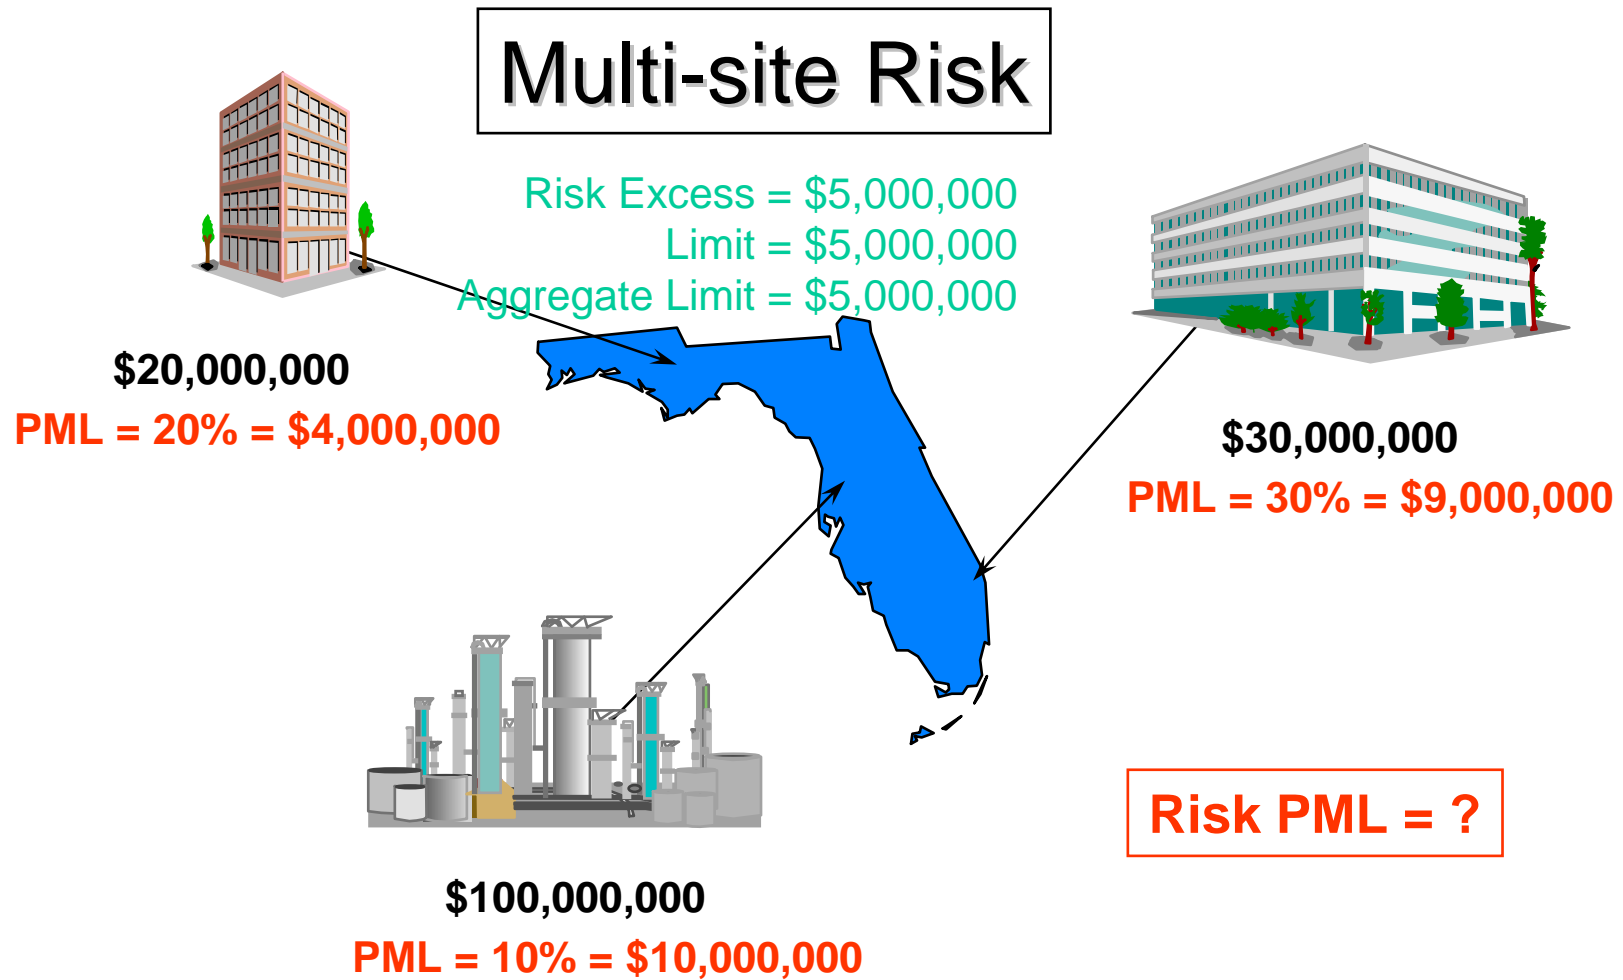 Multi-site Risk
Risk Excess = $5,000,000
Limit = $5,000,000
Aggregate Limit = $5,000,000
$20,000,000
PML = 20% = $4,000,000
$30,000,000
PML = 30% = $9,000,000
Risk PML = ?
$100,000,000
PML = 10% = $10,000,000